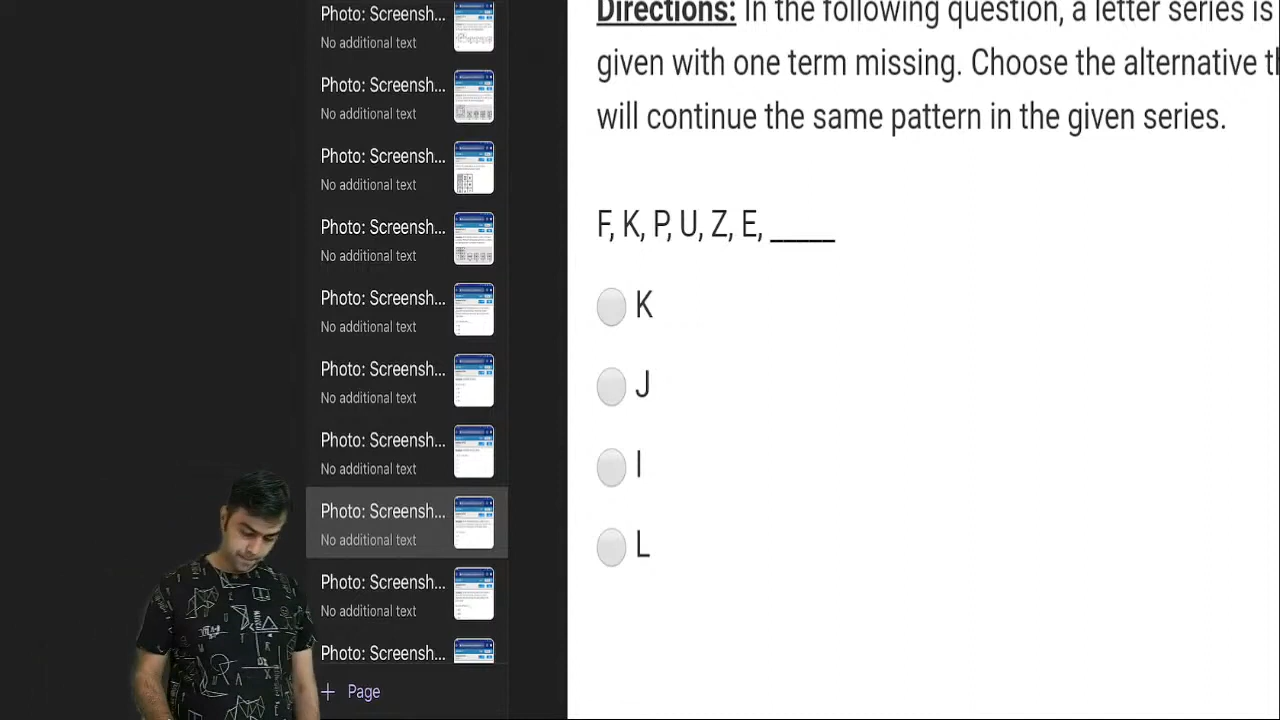 Photo: Screensh...
No additional text
Photo: Screensh...
No additional text
Photo: Screensh...
No additional text
Photo: Screensh...
No additional text
Photo: Screensh...
No additional text
Photo: Screensh...
No additional text
Photo: Screensh...
No additional text
Photo: Screensh...
No additional text
Photo: Screensh...
No additional text
Photo: Screensh...
+ Page
Directions: In the following question, a letter series is
given with one term missing. Choose the alternative th
will continue the same pattern in the given series.
F, K, P, U, Z, E, _____
K
J
I
L